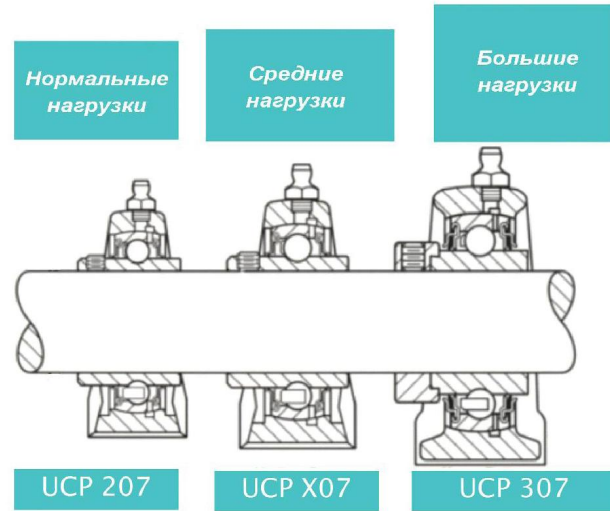 Нормальные
нагрузки
Средние
нагрузки
Большие
нагрузки
UCP 207
UCP X07
UCP 307